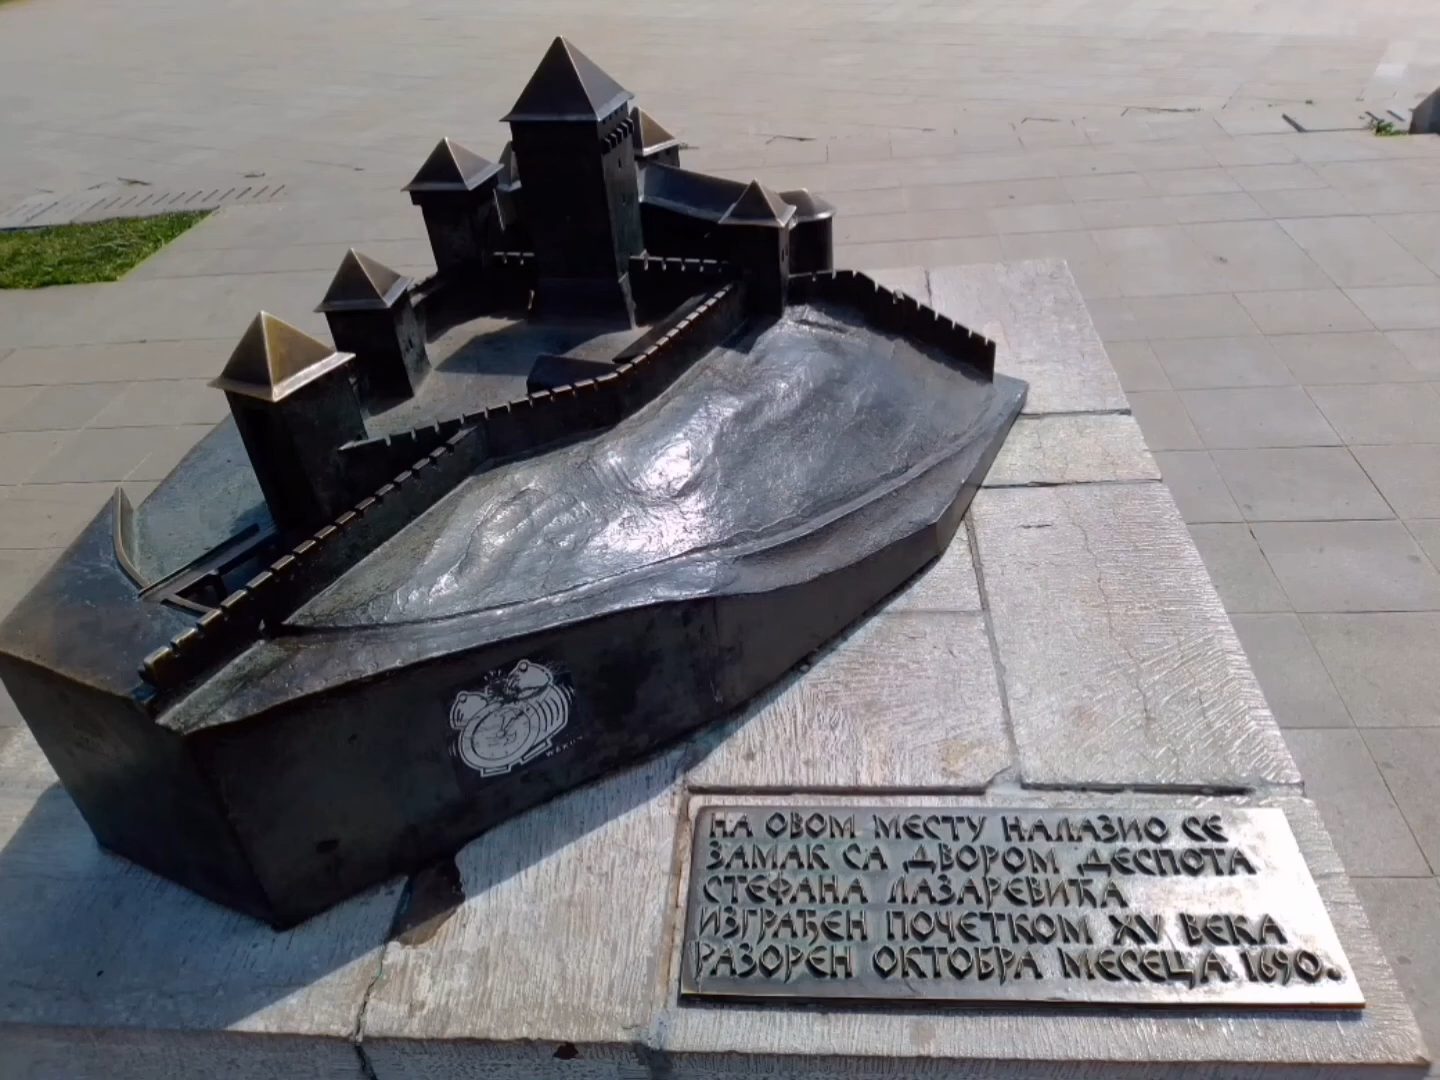 НА ОВОМ МЕСТУ НАЛАЗИО СЕ
ЗАМАК СА ДВОРОМ ДЕСПОТА
СТЕФАНА ЛАЗАРЕВИЋА
ИЗГРАЂЕН ПОЧЕТКОМ XV ВЕКА
РАЗОРЕН ОКТОБРА МЕСЕЦА 1690.